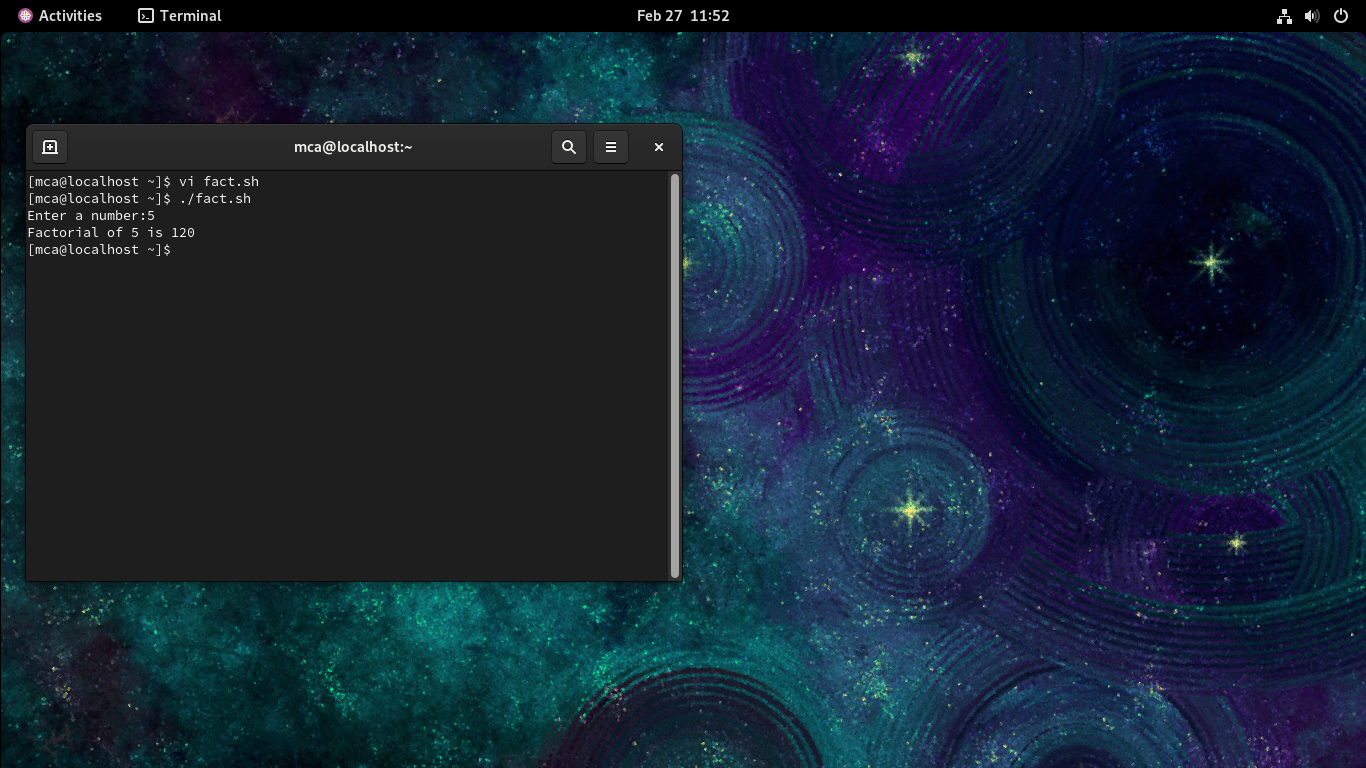 Activities Terminal Feb 27 11:52
mca@localhost:~
[mca@localhost ~]$ vi fact.sh
[mca@localhost ~]$ ./fact.sh
Enter a number:5
Factorial of 5 is 120
[mca@localhost ~]$